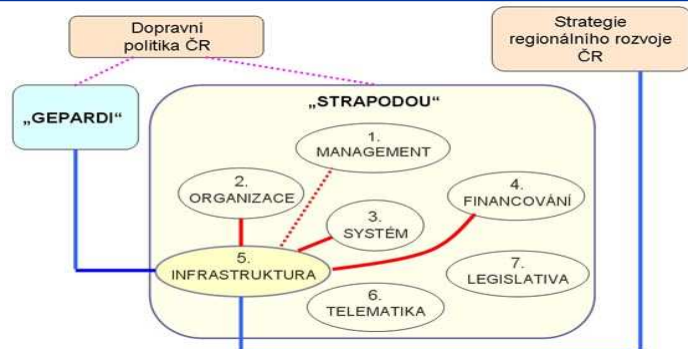 Dopravní
politika ČR
Strategie
regionálního rozvoje
ČR
„GEPARDI“
„STRAPODOU“
1.
MANAGEMENT
2.
ORGANIZACE
3.
SYSTÉM
4.
FINANCOVÁNÍ
5.
INFRASTRUKTURA
6.
TELEMATIKA
7.
LEGISLATIVA